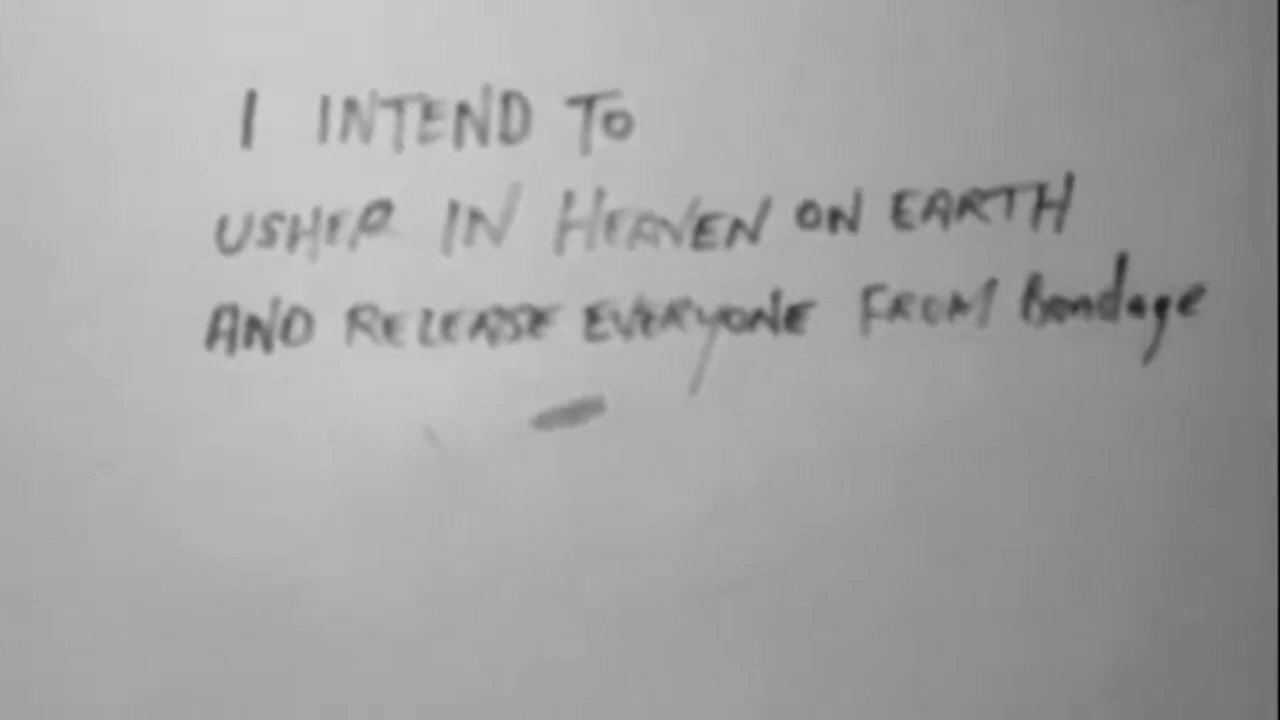 I INTEND TO
USHER IN HEAVEN ON EARTH
AND RELEASE EVERYONE FROM Bondage